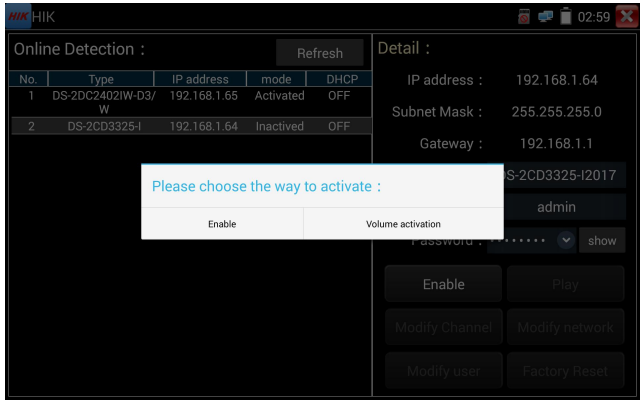 HIK HIK 02:59
Online Detection :
Refresh
No. Type IP address mode DHCP
1 DS-2DC2402IW-D3/W 192.168.1.65 Activated OFF
2 DS-2CD3325-I 192.168.1.64 Inactived OFF
Detail :
IP address : 192.168.1.64
Subnet Mask : 255.255.255.0
Gateway : 192.168.1.1
DS-2CD3325-I2017
admin
Password : show
Please choose the way to activate :
Enable Volume activation
Enable Play
Modify Channel Modify network
Modify user Factory Reset